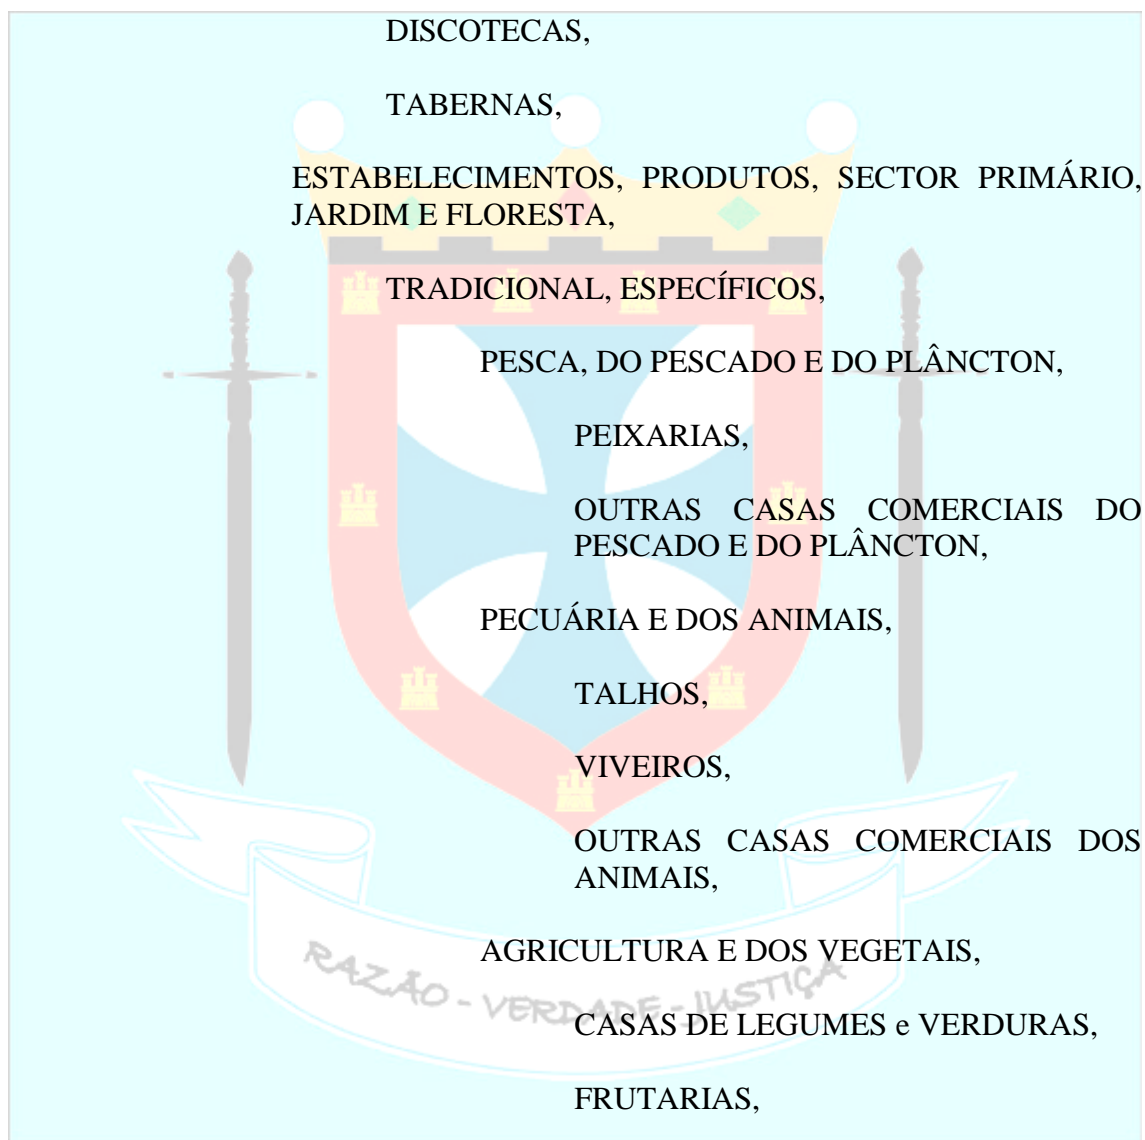 DISCOTECAS,
TABERNAS,
ESTABELECIMENTOS, PRODUTOS, SECTOR PRIMÁRIO,
JARDIM E FLORESTA,
TRADICIONAL, ESPECÍFICOS,
PESCA, DO PESCADO E DO PLÂNCTON,
PEIXARIAS,
OUTRAS CASAS COMERCIAIS DO
PESCADO E DO PLÂNCTON,
PECUÁRIA E DOS ANIMAIS,
TALHOS,
VIVEIROS,
OUTRAS CASAS COMERCIAIS DOS
ANIMAIS,
AGRICULTURA E DOS VEGETAIS,
RAZÃO - VERDADE - JUSTIÇA
CASAS DE LEGUMES e VERDURAS,
FRUTARIAS,